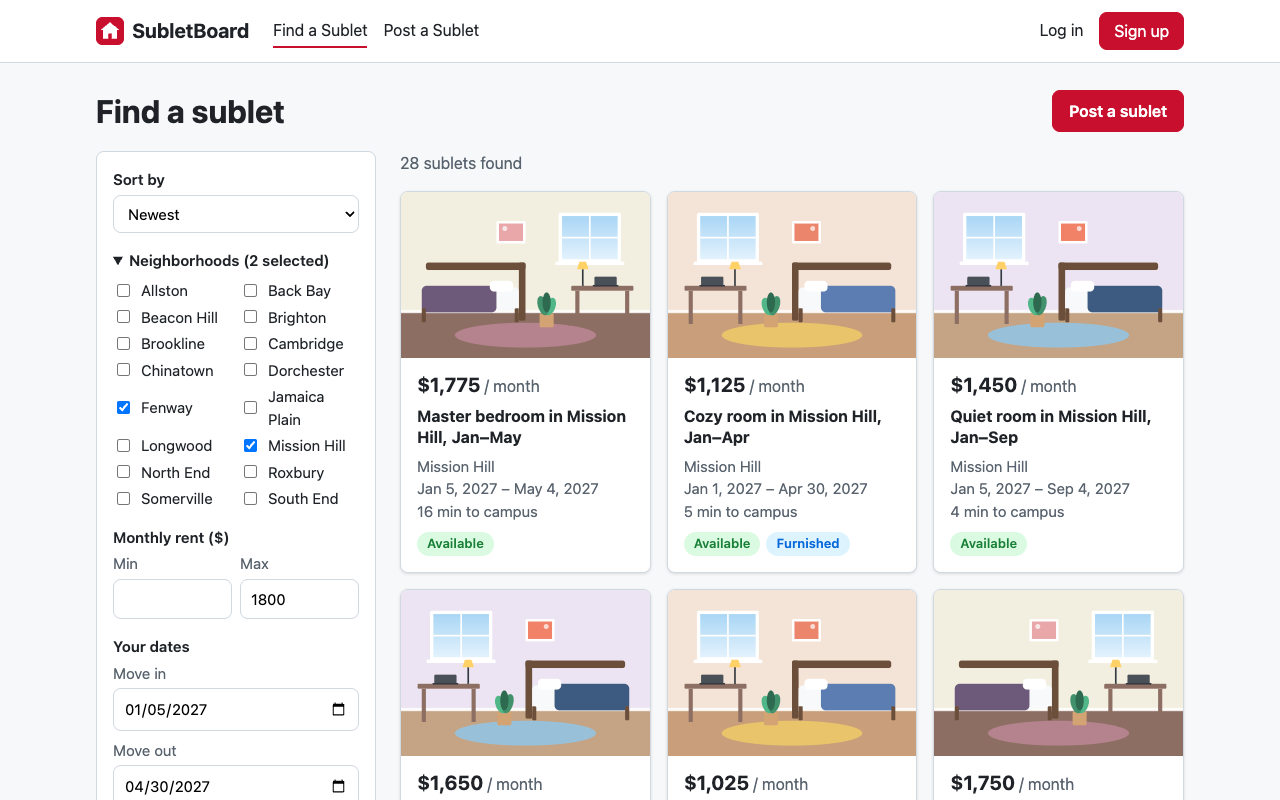 SubletBoard
Find a Sublet
Post a Sublet
Log in
Sign up
Find a sublet
Post a sublet
Sort by
Newest
Neighborhoods (2 selected)
Allston
Back Bay
Beacon Hill
Brighton
Brookline
Cambridge
Chinatown
Dorchester
Fenway
Jamaica
Plain
Longwood
Mission Hill
North End
Roxbury
Somerville
South End
Monthly rent ($)
Min
Max
1800
Your dates
Move in
01/05/2027
Move out
04/30/2027
28 sublets found
$1,775 / month
Master bedroom in Mission
Hill, Jan–May
Mission Hill
Jan 5, 2027 – May 4, 2027
16 min to campus
Available
$1,125 / month
Cozy room in Mission Hill,
Jan–Apr
Mission Hill
Jan 1, 2027 – Apr 30, 2027
5 min to campus
Available
Furnished
$1,450 / month
Quiet room in Mission Hill,
Jan–Sep
Mission Hill
Jan 5, 2027 – Sep 4, 2027
4 min to campus
Available
$1,650 / month
$1,025 / month
$1,750 / month